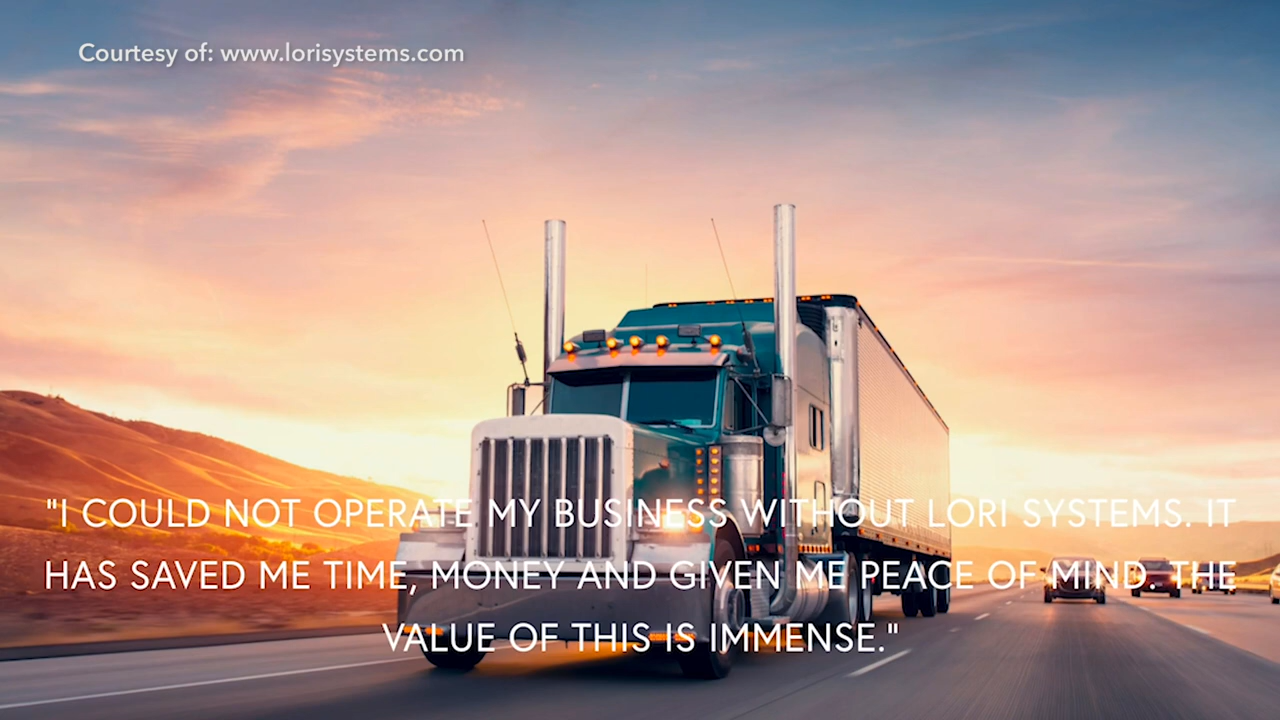 Courtesy of: www.lorisystems.com
"I COULD NOT OPERATE MY BUSINESS WITHOUT LORI SYSTEMS. IT
HAS SAVED ME TIME, MONEY AND GIVEN ME PEACE OF MIND. THE
VALUE OF THIS IS IMMENSE."